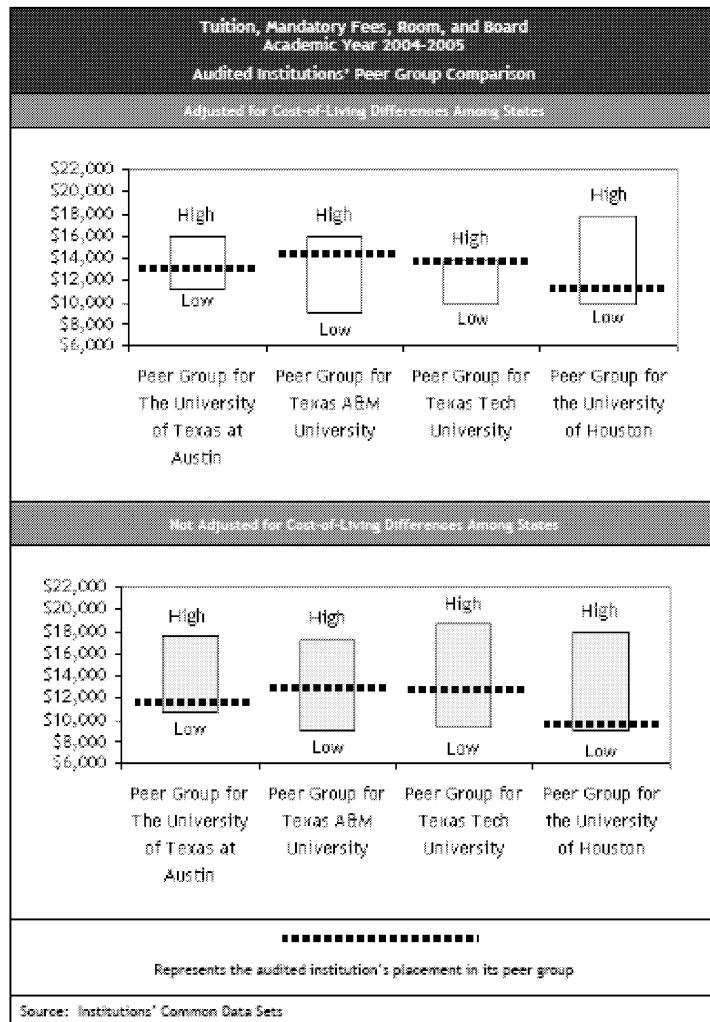 Tuition, Mandatory Fees, Room, and Board
Academic Year 2004-2005
Audited Institutions' Peer Group Comparison
Adjusted for Cost-of-Living Differences Among States
$22,000
$20,000
$18,000
$16,000
$14,000
$12,000
$10,000
$8,000
$6,000
High
High
High
High
Low
Low
Low
Low
Peer Group for
The University
of Texas at
Austin
Peer Group for
Texas A&M
University
Peer Group for
Texas Tech
University
Peer Group for
the University
of Houston
Not Adjusted for Cost-of-Living Differences Among States
$22,000
$20,000
$18,000
$16,000
$14,000
$12,000
$10,000
$8,000
$6,000
High
High
High
High
Low
Low
Low
Low
Peer Group for
The University
of Texas at
Austin
Peer Group for
Texas A&M
University
Peer Group for
Texas Tech
University
Peer Group for
the University
of Houston
Represents the audited institution's placement in its peer group
Source: Institutions' Common Data Sets